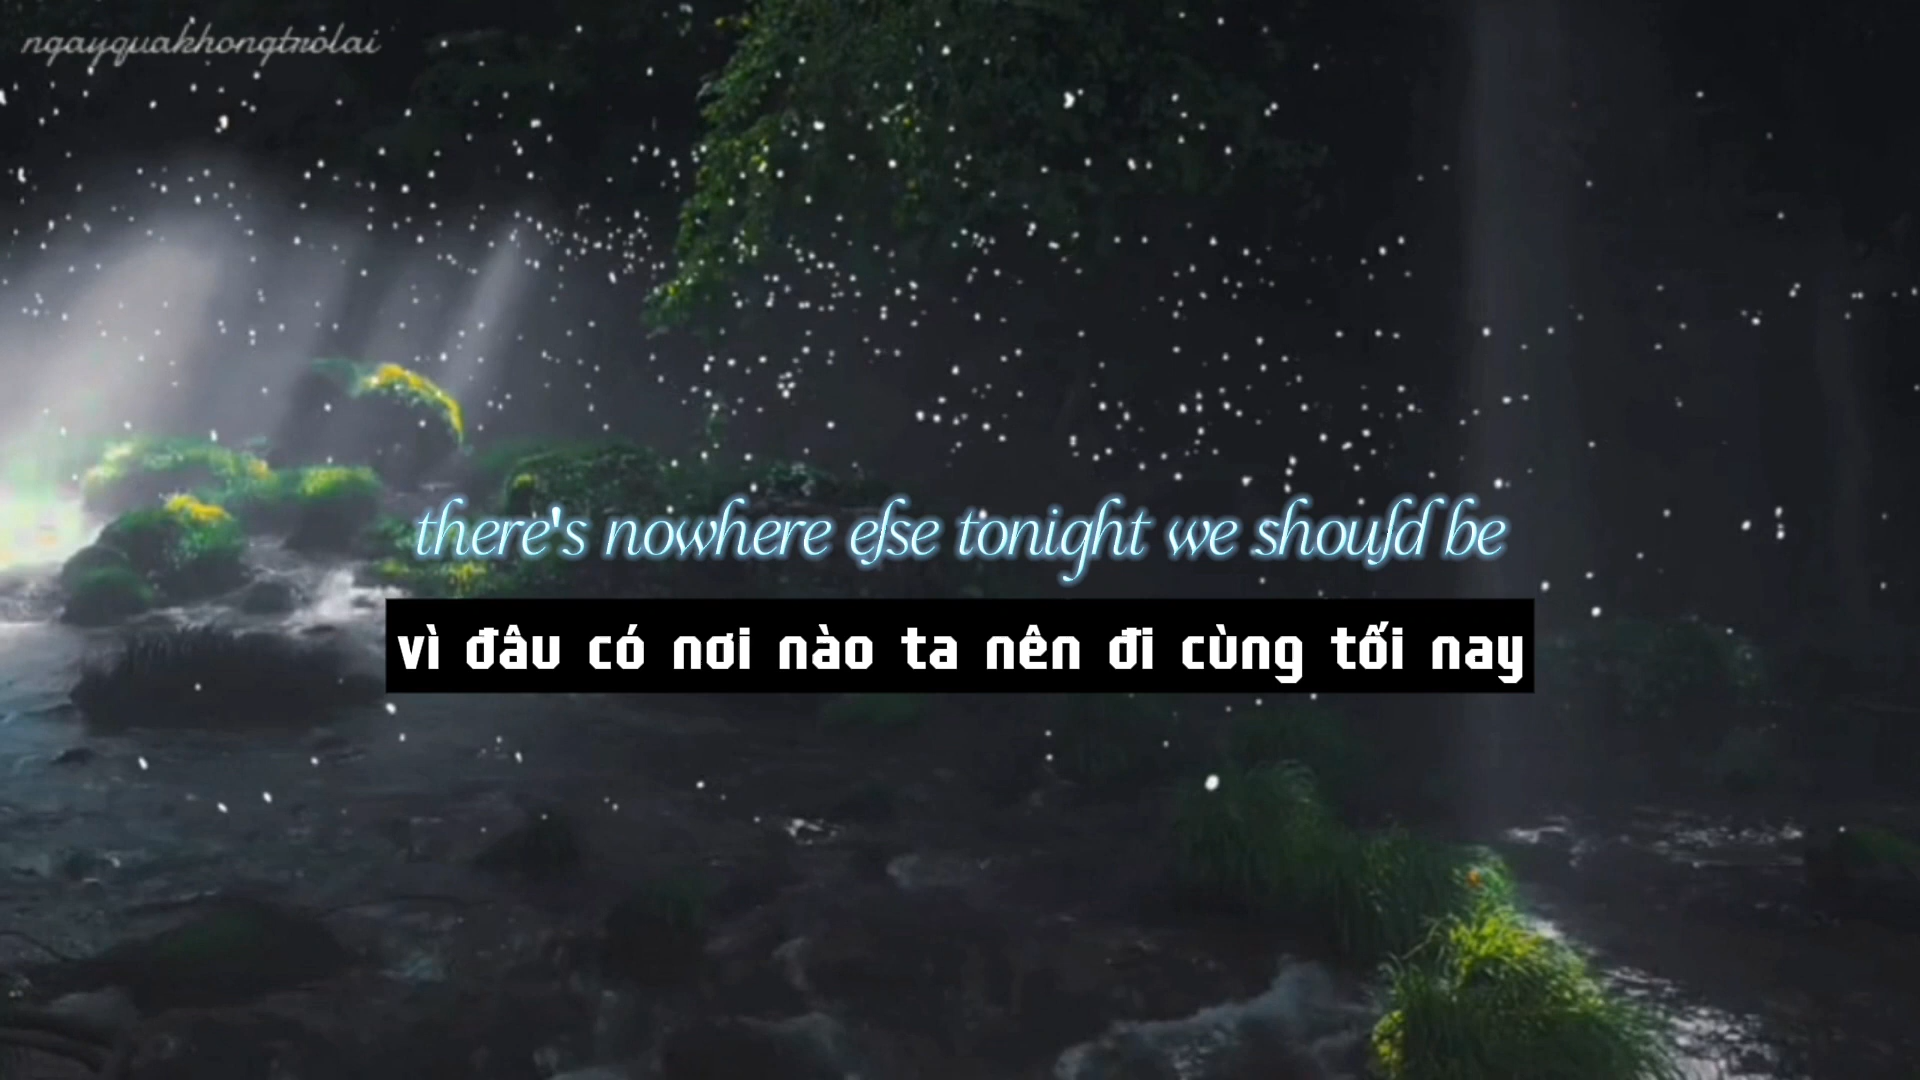 ngayquakhongtrolai
there's nowhere else tonight we should be
vì đâu có nơi nào ta nên đi cùng tối nay